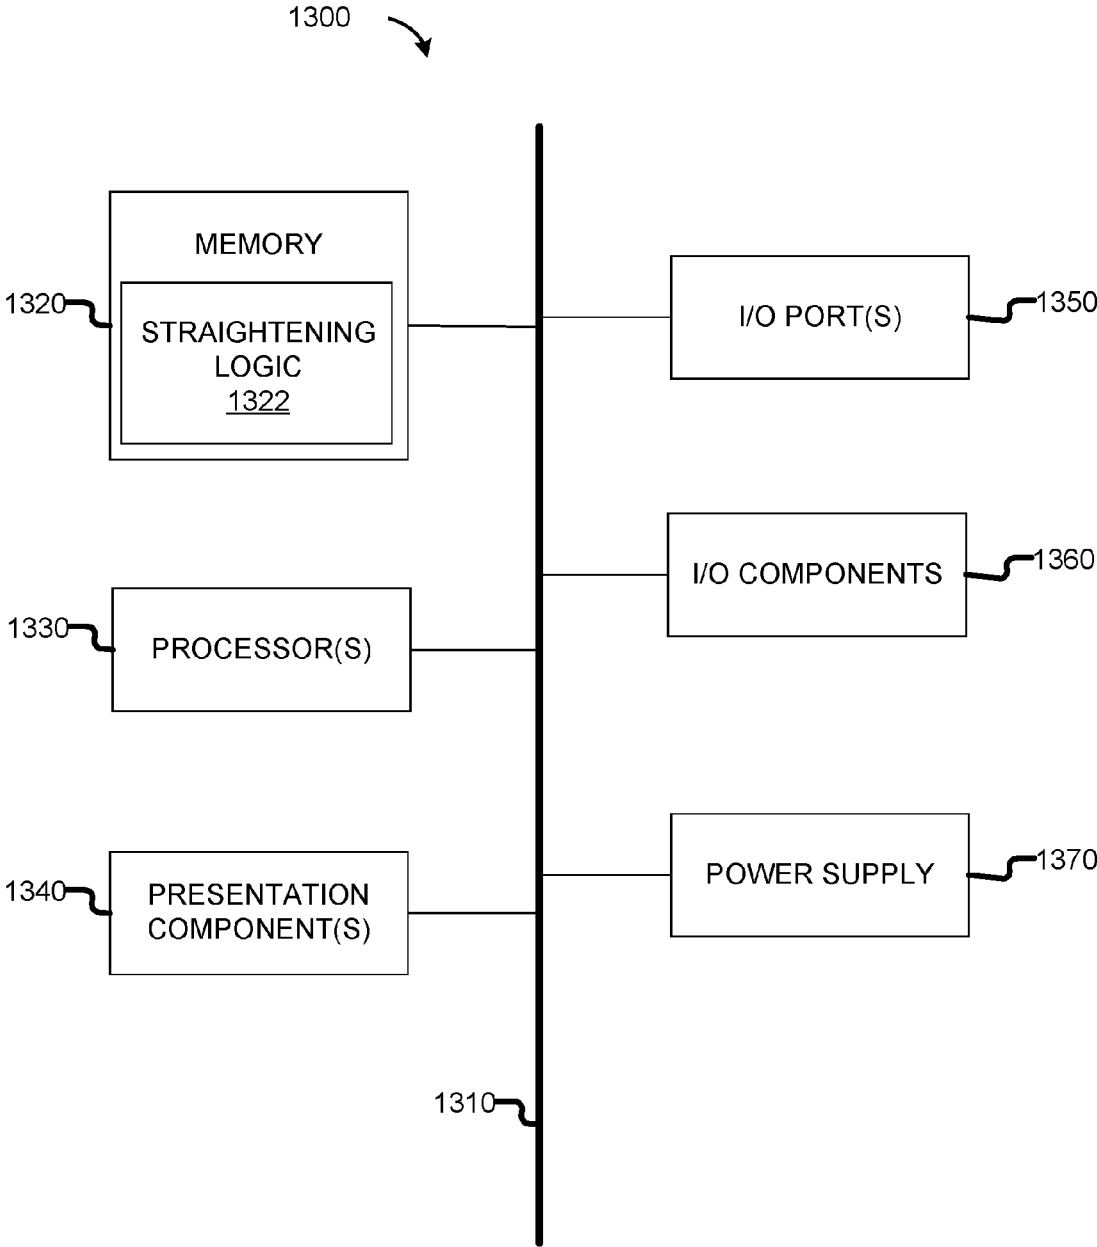 1300
MEMORY
1320
STRAIGHTENING
LOGIC
1322
I/O PORT(S)
1350
I/O COMPONENTS
1360
1330
PROCESSOR(S)
POWER SUPPLY
1370
1340
PRESENTATION
COMPONENT(S)
1310